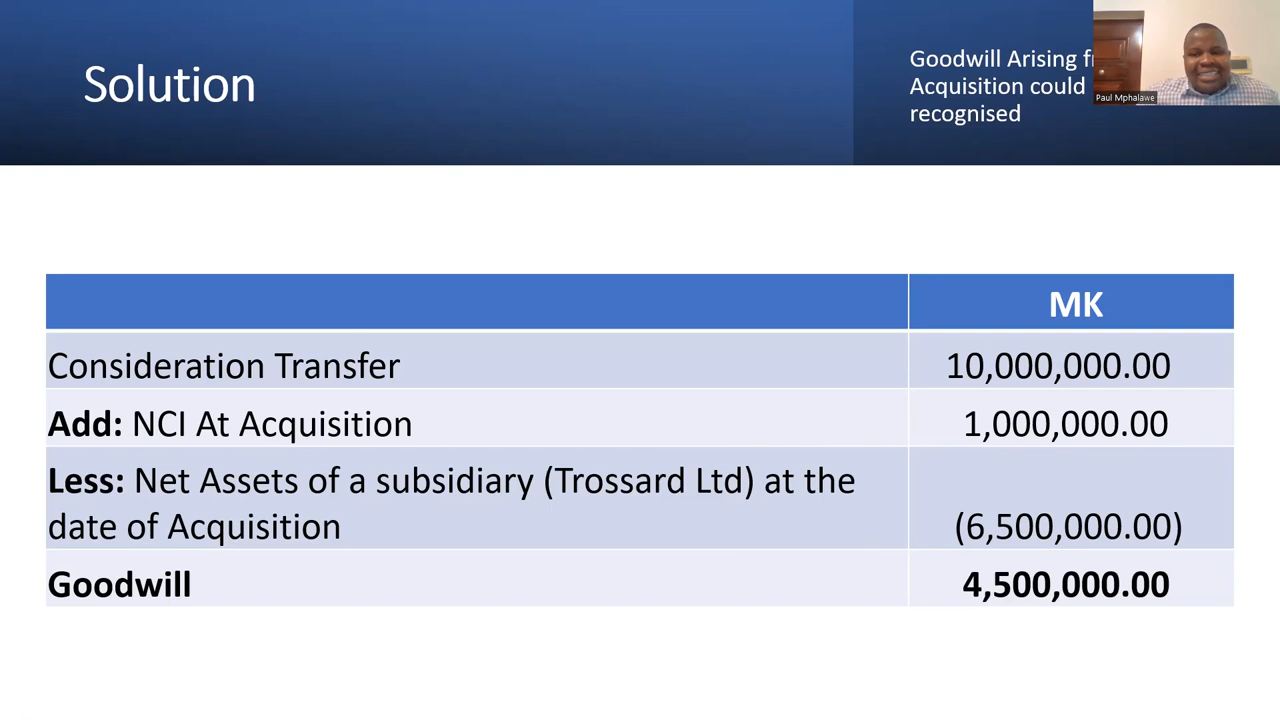 Solution
Goodwill Arising
Acquisition could
recognised
Paul Mphalawe
MK
Consideration Transfer 10,000,000.00
Add: NCI At Acquisition 1,000,000.00
Less: Net Assets of a subsidiary (Trossard Ltd) at the
date of Acquisition (6,500,000.00)
Goodwill 4,500,000.00